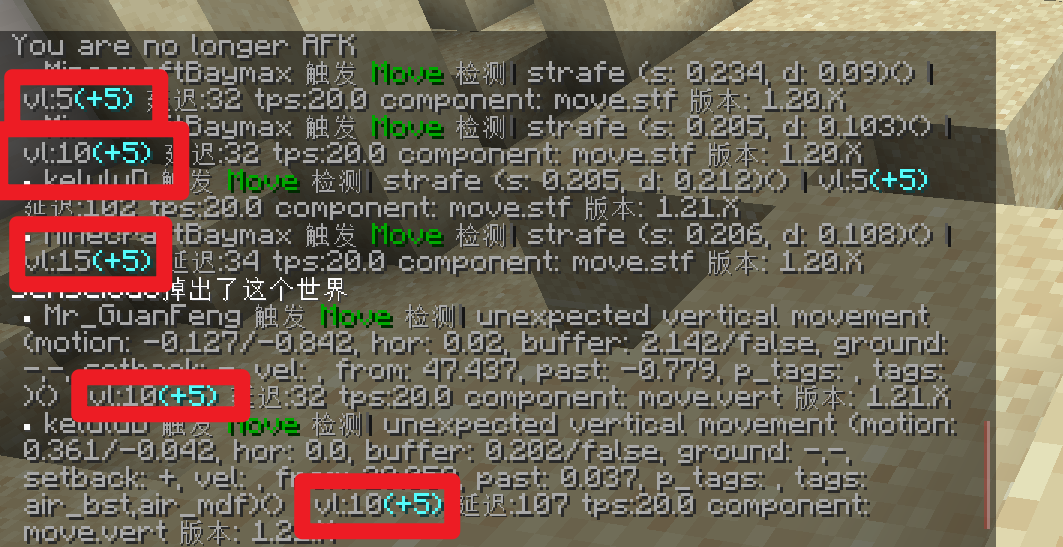 You are no longer AFK
MinecraftBaymax 触发 Move 检测| strafe (s: 0.234, d: 0.09)() |
vl:5(+5) 延迟:32 tps:20.0 component: move.stf 版本: 1.20.X
MinecraftBaymax 触发 Move 检测| strafe (s: 0.205, d: 0.103)() |
vl:10(+5) 延迟:32 tps:20.0 component: move.stf 版本: 1.20.X
▪ keluluD 触发 Move 检测| strafe (s: 0.205, d: 0.212)() | vl:5(+5)
延迟:102 tps:20.0 component: move.stf 版本: 1.21.X
▪ MinecraftBaymax 触发 Move 检测| strafe (s: 0.206, d: 0.108)() |
vl:15(+5) 延迟:34 tps:20.0 component: move.stf 版本: 1.20.X
掉出了这个世界
▪ Mr_GuanFeng 触发 Move 检测| unexpected vertical movement
(motion: -0.127/-0.842, hor: 0.02, buffer: 2.142/false, ground:
-,-, setback: -, vel: , from: 47.437, past: -0.779, p_tags: , tags:
)() vl:10(+5) 延迟:32 tps:20.0 component: move.vert 版本: 1.21.X
▪ keluluD 触发 Move 检测| unexpected vertical movement (motion:
0.361/-0.042, hor: 0.0, buffer: 0.202/false, ground: -,-,
setback: +, vel: , past: 0.037, p_tags: , tags:
air_bst,air_mdf)() vl:10(+5) 延迟:107 tps:20.0 component:
move.vert 版本: